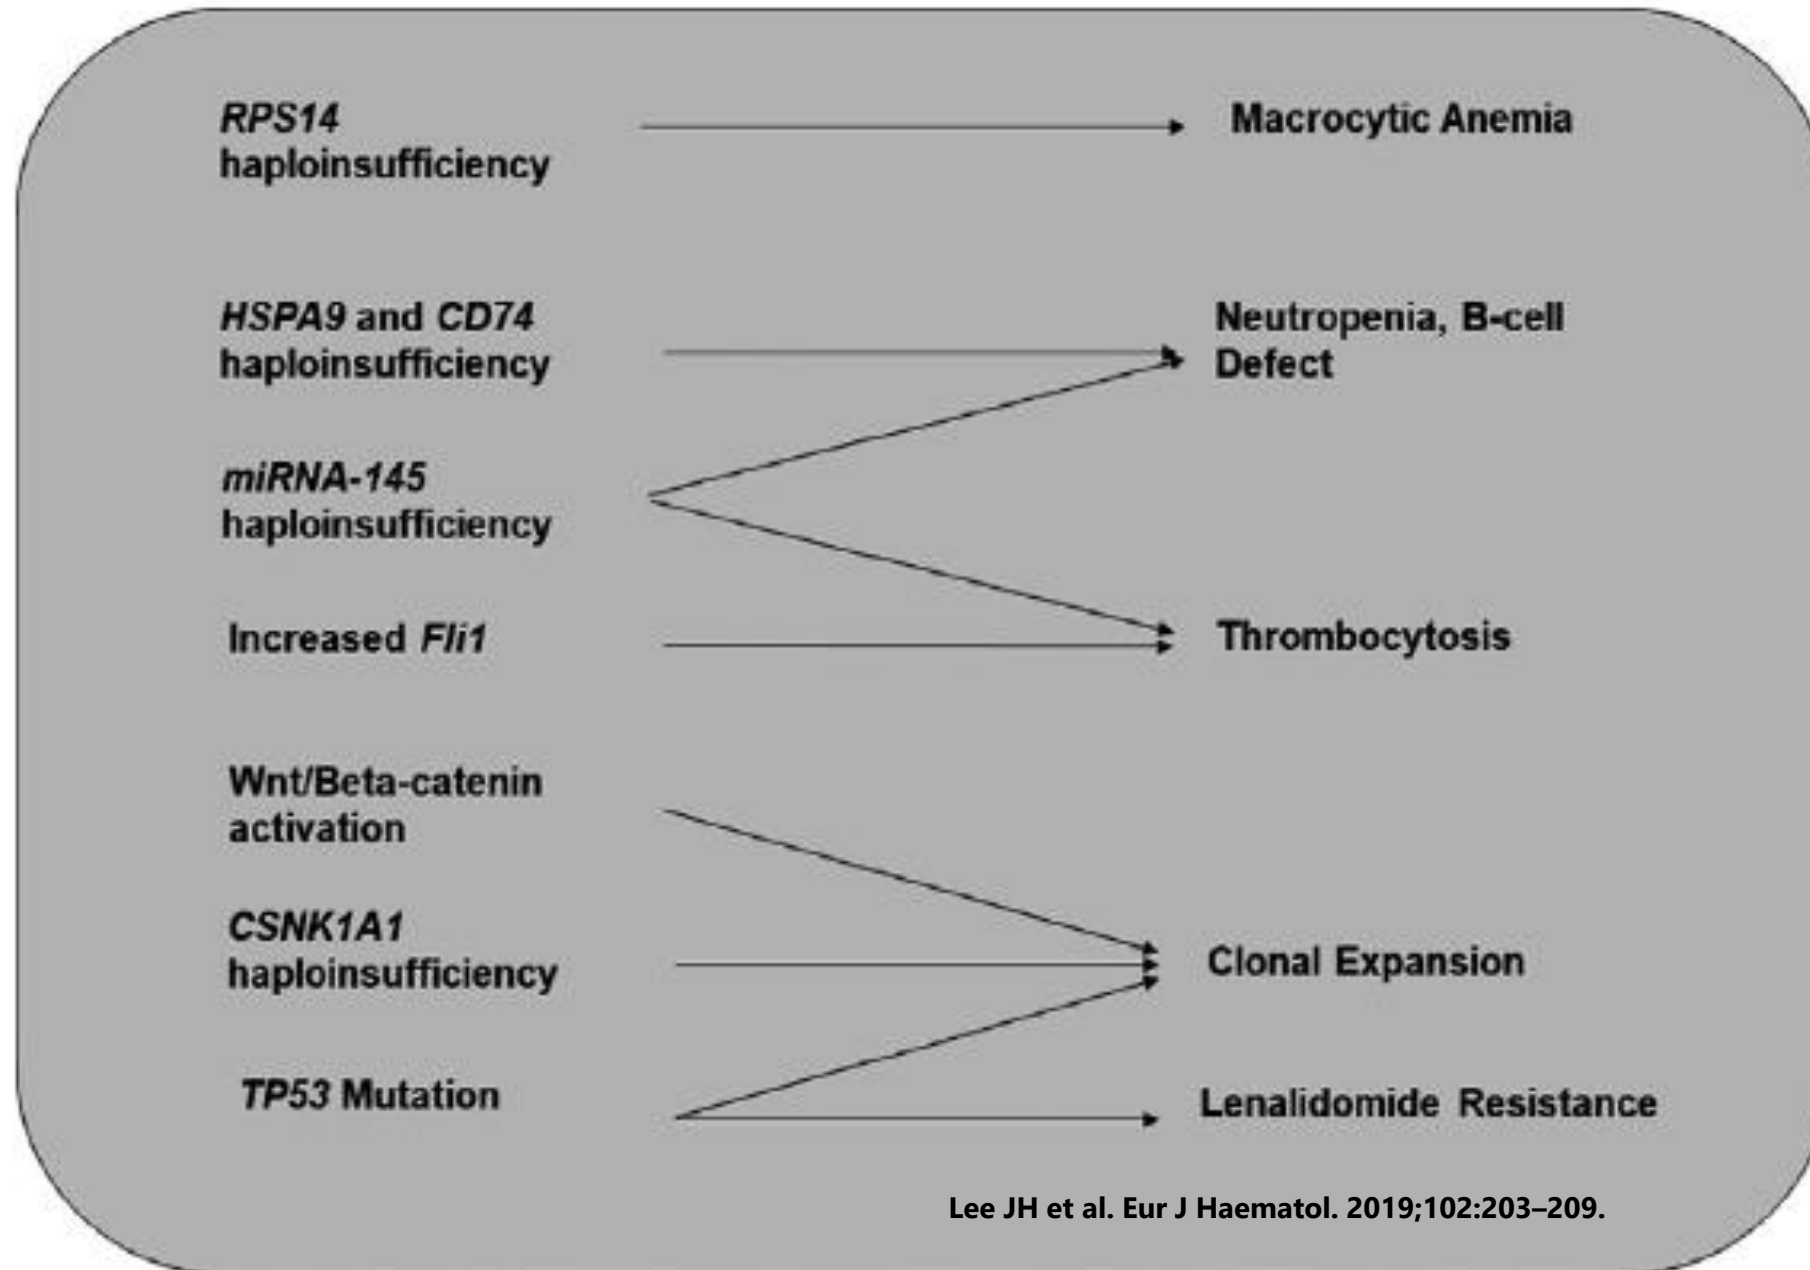 RPS14
haploinsufficiency
Macrocytic Anemia
HSPA9 and CD74
haploinsufficiency
Neutropenia, B-cell
Defect
miRNA-145
haploinsufficiency
Increased Fli1
Thrombocytosis
Wnt/Beta-catenin
activation
CSNK1A1
haploinsufficiency
Clonal Expansion
TP53 Mutation
Lenalidomide Resistance
Lee JH et al. Eur J Haematol. 2019;102:203–209.